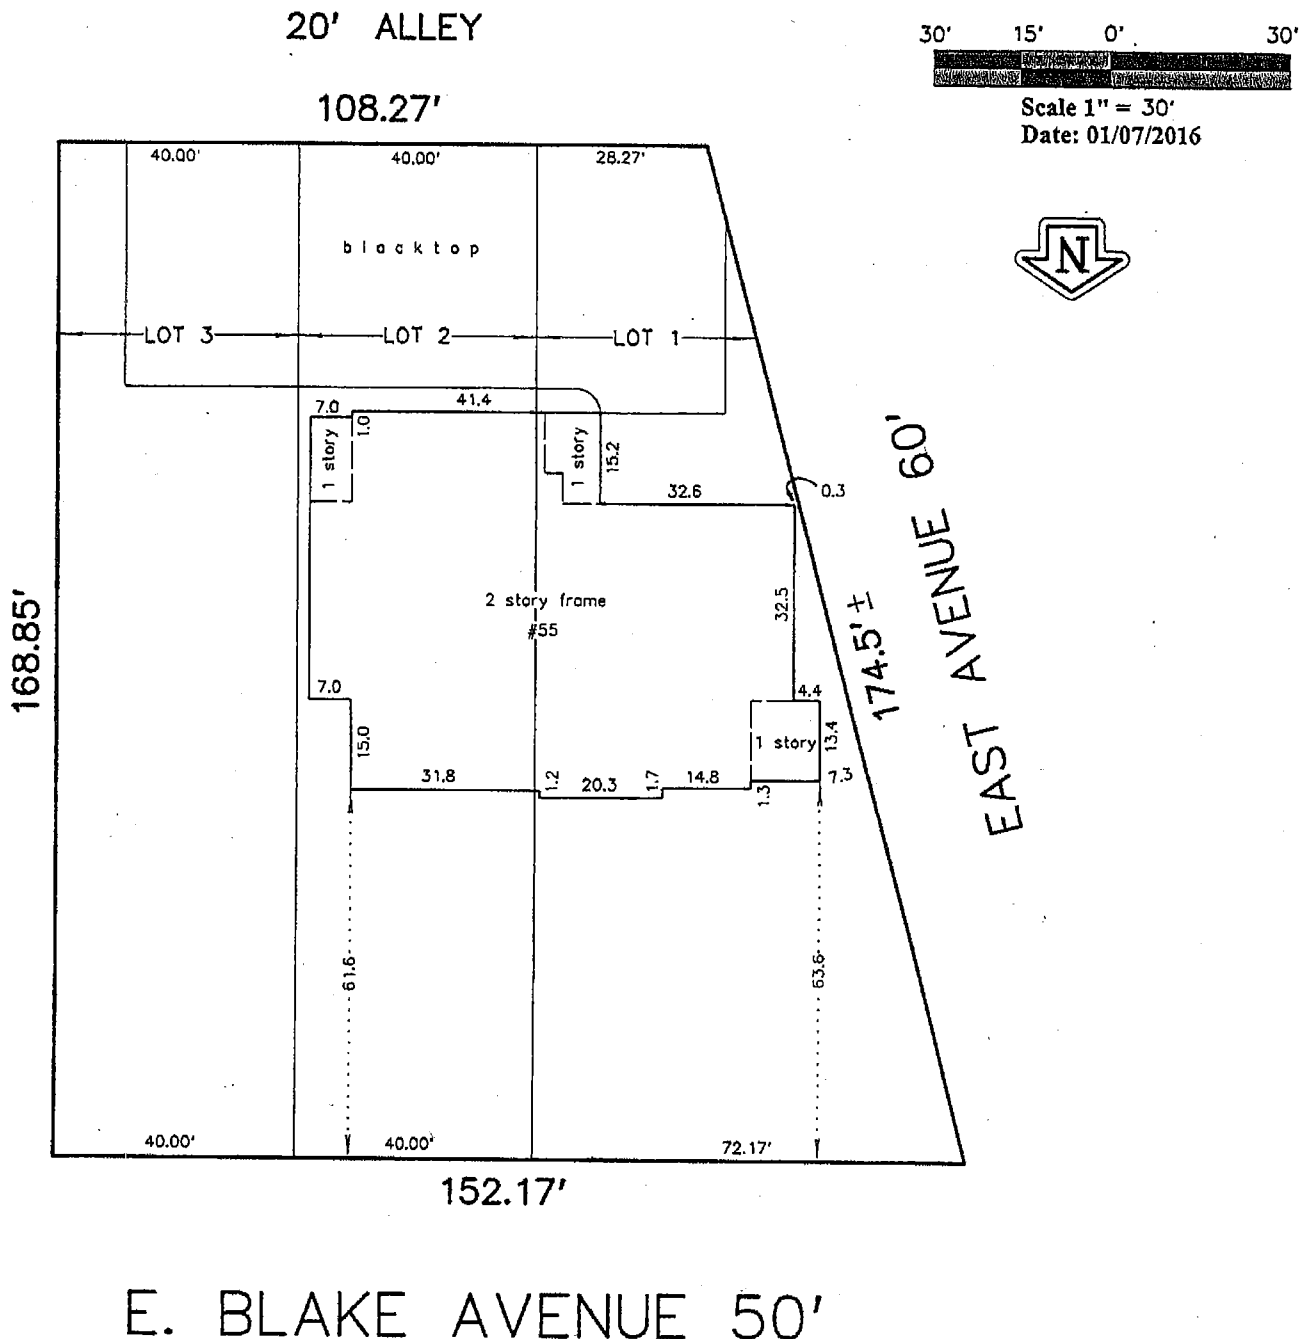 20' ALLEY
30' 15' 0' 30'
Scale 1" = 30'
Date: 01/07/2016
108.27'
40.00' 40.00' 28.27'
blacktop
N
LOT 3 LOT 2 LOT 1
7.0 41.4
1.0
1 story
1 story
15.2
32.6
0.3
EAST AVENUE 60'
2 story frame
#55
32.5
174.5'±
168.85'
7.0
15.0
4.4
1 story
13.4
31.8 1.2 20.3 1.7 14.8 1.3 7.3
61.6
63.6
40.00' 40.00' 72.17'
152.17'
E. BLAKE AVENUE 50'